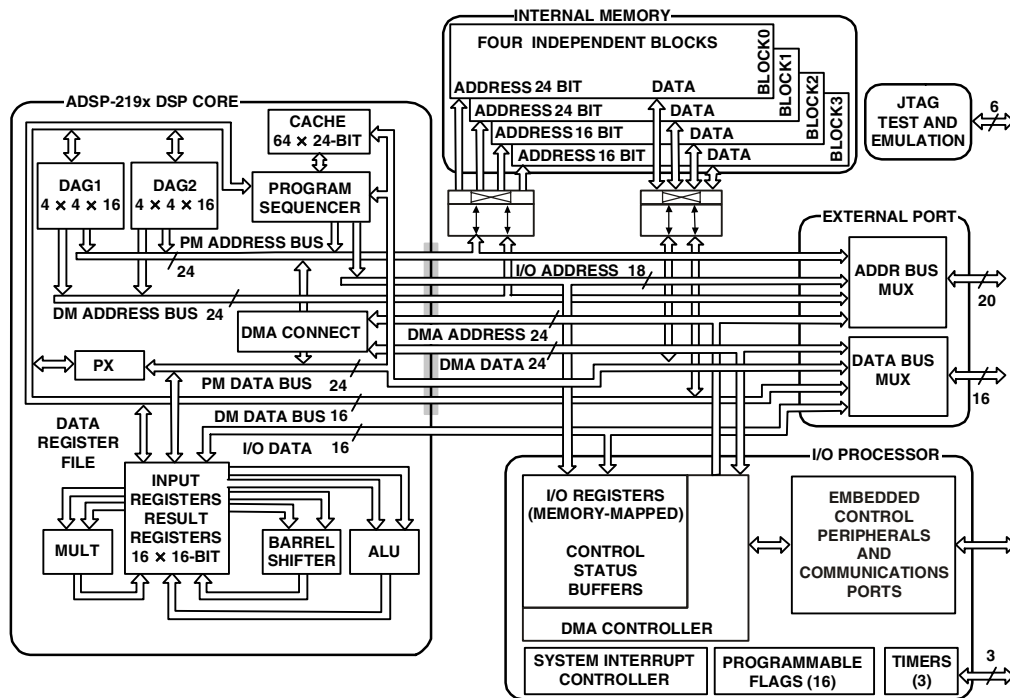 INTERNAL MEMORY
FOUR INDEPENDENT BLOCKS
BLOCK0
BLOCK1
BLOCK2
BLOCK3
ADDRESS 24 BIT
DATA
ADDRESS 24 BIT
DATA
ADDRESS 16 BIT
DATA
ADDRESS 16 BIT
DATA
JTAG
TEST AND
EMULATION
6
ADSP-219x DSP CORE
CACHE
64 × 24-BIT
DAG1
4 × 4 × 16
DAG2
4 × 4 × 16
PROGRAM
SEQUENCER
PM ADDRESS BUS
24
I/O ADDRESS 18
DM ADDRESS BUS
24
DMA CONNECT
DMA ADDRESS
24
DMA DATA
24
PX
PM DATA BUS
24
DM DATA BUS
16
I/O DATA
16
EXTERNAL PORT
ADDR BUS
MUX
20
DATA BUS
MUX
16
DATA
REGISTER
FILE
INPUT
REGISTERS
RESULT
REGISTERS
16 × 16-BIT
MULT
BARREL
SHIFTER
ALU
I/O PROCESSOR
I/O REGISTERS
(MEMORY-MAPPED)
CONTROL
STATUS
BUFFERS
DMA CONTROLLER
EMBEDDED
CONTROL
PERIPHERALS
AND
COMMUNICATIONS
PORTS
SYSTEM INTERRUPT
CONTROLLER
PROGRAMMABLE
FLAGS (16)
TIMERS
(3)
3